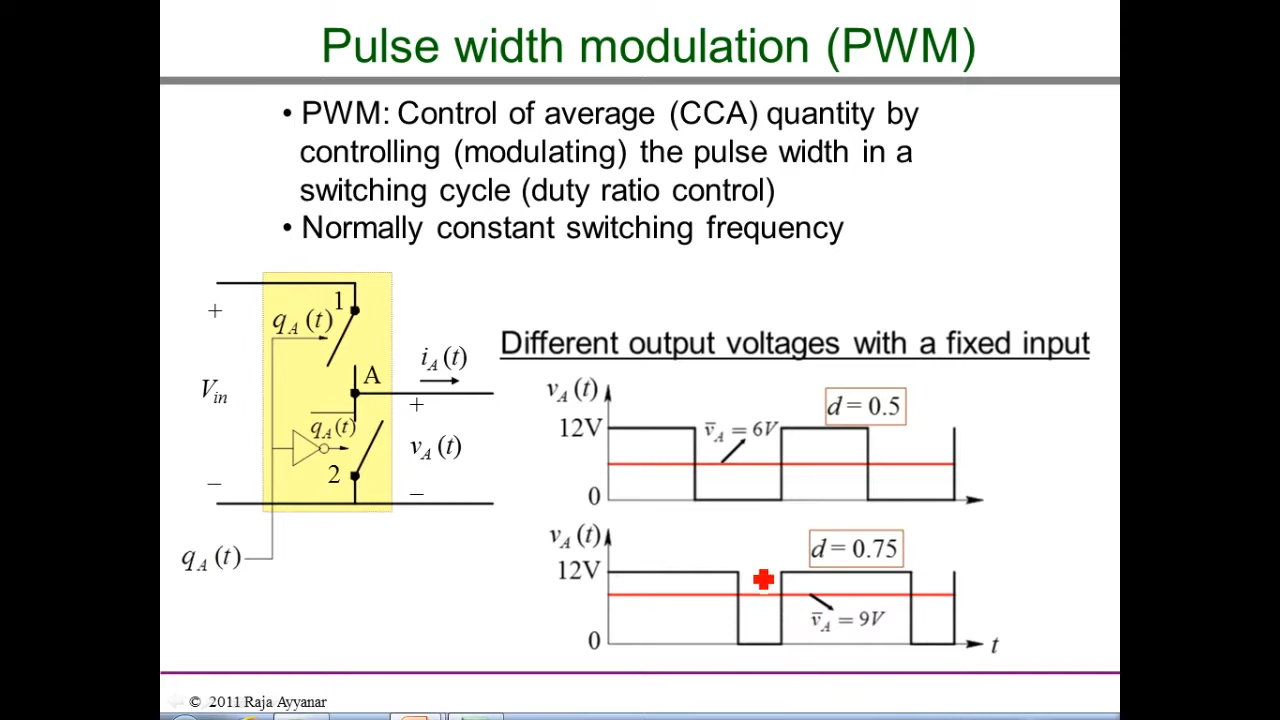 Pulse width modulation (PWM)
• PWM: Control of average (CCA) quantity by
controlling (modulating) the pulse width in a
switching cycle (duty ratio control)
• Normally constant switching frequency
+
V_in
–
1
q_A(t)
A
i_A(t)
+
q̅_A̅(̅t̅)̅
v_A(t)
2
–
q_A(t)
Different output voltages with a fixed input
v_A(t)
d = 0.5
12V
v̅_A = 6V
0
v_A(t)
d = 0.75
12V
v̅_A = 9V
0
t
© 2011 Raja Ayyanar